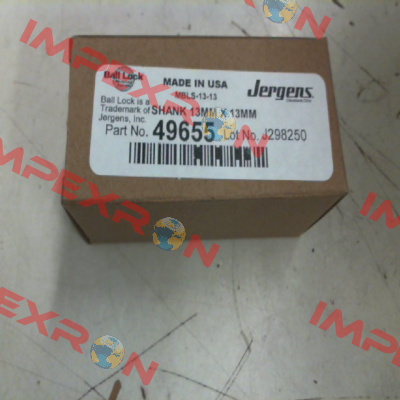 Ball Lock
MADE IN USA
Jergens
MBLS-13-13
Ball Lock is a
Trademark of
Jergens, Inc.
SHANK 13MM X 13MM
Part No. 49655 Lot No. J298250
IMPEXRON
IMPEXRON
IMPEXRON